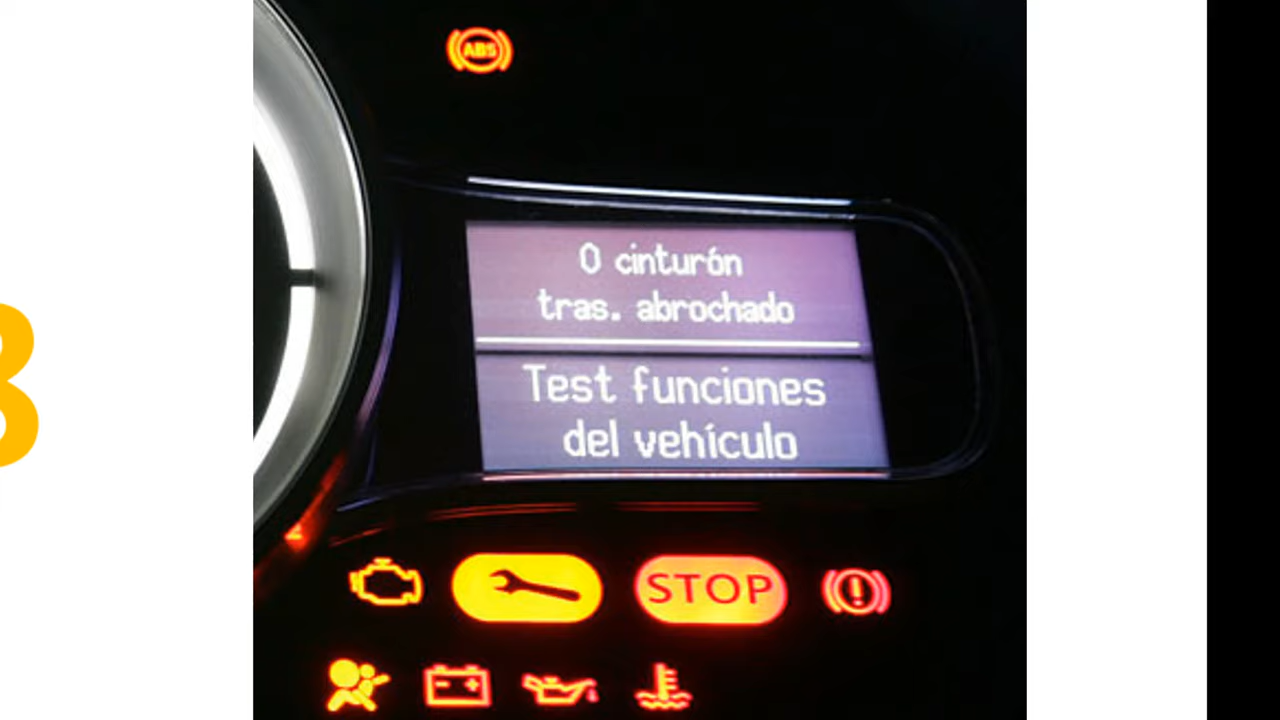 ABS
0 cinturón
tras. abrochado
Test funciones
del vehículo
STOP